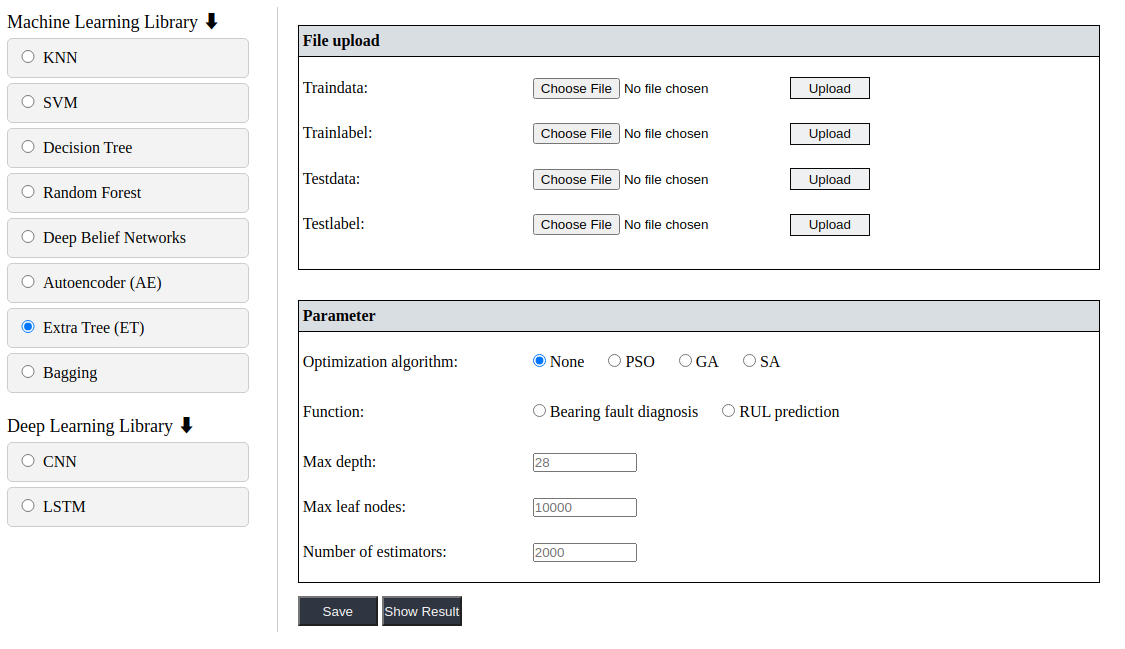 Machine Learning Library ⬇
KNN
SVM
Decision Tree
Random Forest
Deep Belief Networks
Autoencoder (AE)
Extra Tree (ET)
Bagging
Deep Learning Library ⬇
CNN
LSTM
File upload
Traindata: Choose File No file chosen Upload
Trainlabel: Choose File No file chosen Upload
Testdata: Choose File No file chosen Upload
Testlabel: Choose File No file chosen Upload
Parameter
Optimization algorithm: None PSO GA SA
Function: Bearing fault diagnosis RUL prediction
Max depth: 28
Max leaf nodes: 10000
Number of estimators: 2000
Save Show Result